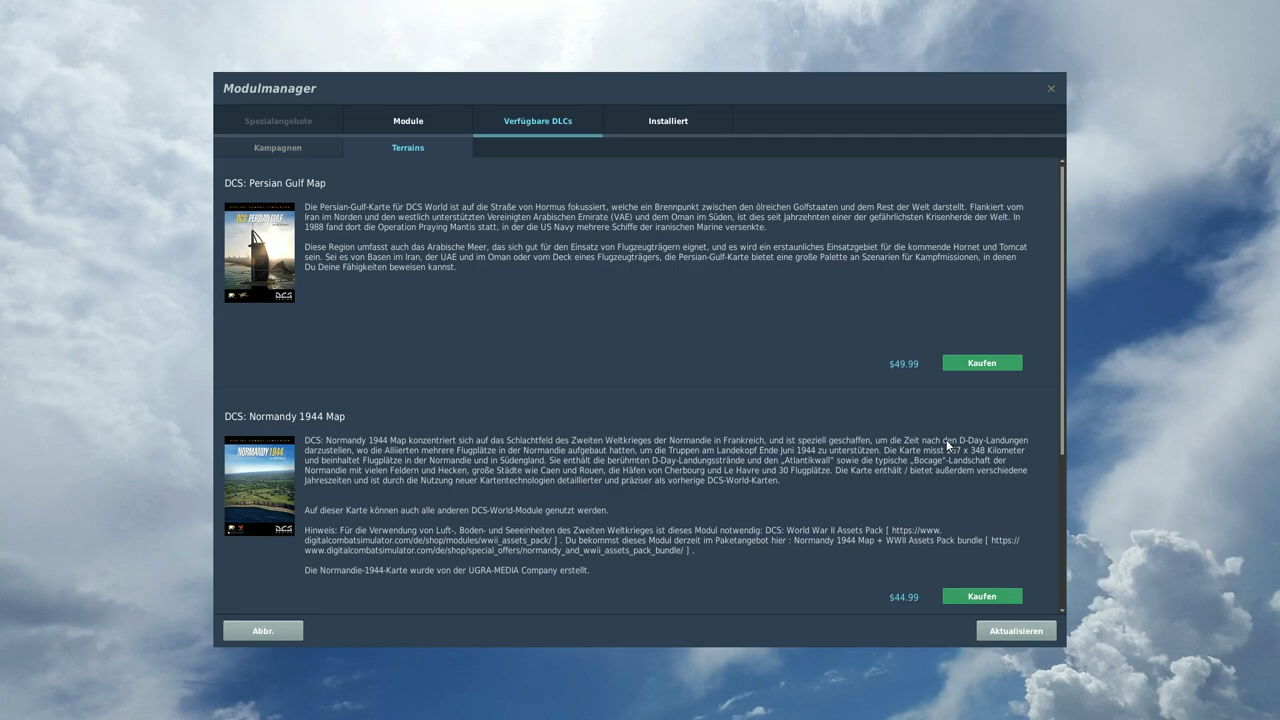 Modulmanager
Spezialangebote
Module
Verfügbare DLCs
Installiert
Kampagnen
Terrains
DCS: Persian Gulf Map
Die Persian-Gulf-Karte für DCS World ist auf die Straße von Hormus fokussiert, welche ein Brennpunkt zwischen den ölreichen Golfstaaten und dem Rest der Welt darstellt. Flankiert vom
Iran im Norden und den westlich unterstützten Vereinigten Arabischen Emirate (VAE) und dem Oman im Süden, ist dies seit Jahrzehnten einer der gefährlichsten Krisenherde der Welt. In
1988 fand dort die Operation Praying Mantis statt, in der die US Navy mehrere Schiffe der iranischen Marine versenkte.
Diese Region umfasst auch das Arabische Meer, das sich gut für den Einsatz von Flugzeugträgern eignet, und es wird ein erstaunliches Einsatzgebiet für die kommende Hornet und Tomcat
sein. Sei es von Basen im Iran, der UAE und im Oman oder vom Deck eines Flugzeugträgers, die Persian-Gulf-Karte bietet eine große Palette an Szenarien für Kampfmissionen, in denen
Du Deine Fähigkeiten beweisen kannst.
DCS: PERSIAN GULF
DCS
$49.99
Kaufen
DCS: Normandy 1944 Map
DCS: Normandy 1944 Map konzentriert sich auf das Schlachtfeld des Zweiten Weltkrieges der Normandie in Frankreich, und ist speziell geschaffen, um die Zeit nach den D-Day-Landungen
darzustellen, wo die Alliierten mehrere Flugplätze in der Normandie aufgebaut hatten, um die Truppen am Landekopf Ende Juni 1944 zu unterstützen. Die Karte misst x 348 Kilometer
und beinhaltet Flugplätze in der Normandie und in Südengland. Sie enthält die berühmten D-Day-Landungsstrände und den „Atlantikwall“ sowie die typische „Bocage“-Landschaft der
Normandie mit vielen Feldern und Hecken, große Städte wie Caen und Rouen, die Häfen von Cherbourg und Le Havre und 30 Flugplätze. Die Karte enthält / bietet außerdem verschiedene
Jahreszeiten und ist durch die Nutzung neuer Kartentechnologien detaillierter und präziser als vorherige DCS-World-Karten.
Auf dieser Karte können auch alle anderen DCS-World-Module genutzt werden.
Hinweis: Für die Verwendung von Luft-, Boden- und Seeeinheiten des Zweiten Weltkrieges ist dieses Modul notwendig: DCS: World War II Assets Pack [ https://www.
digitalcombatsimulator.com/de/shop/modules/wwii_assets_pack/ ] . Du bekommst dieses Modul derzeit im Paketangebot hier : Normandy 1944 Map + WWII Assets Pack bundle [ https://
www.digitalcombatsimulator.com/de/shop/special_offers/normandy_and_wwii_assets_pack_bundle/ ] .
Die Normandie-1944-Karte wurde von der UGRA-MEDIA Company erstellt.
NORMANDY 1944
DCS
$44.99
Kaufen
Abbr.
Aktualisieren